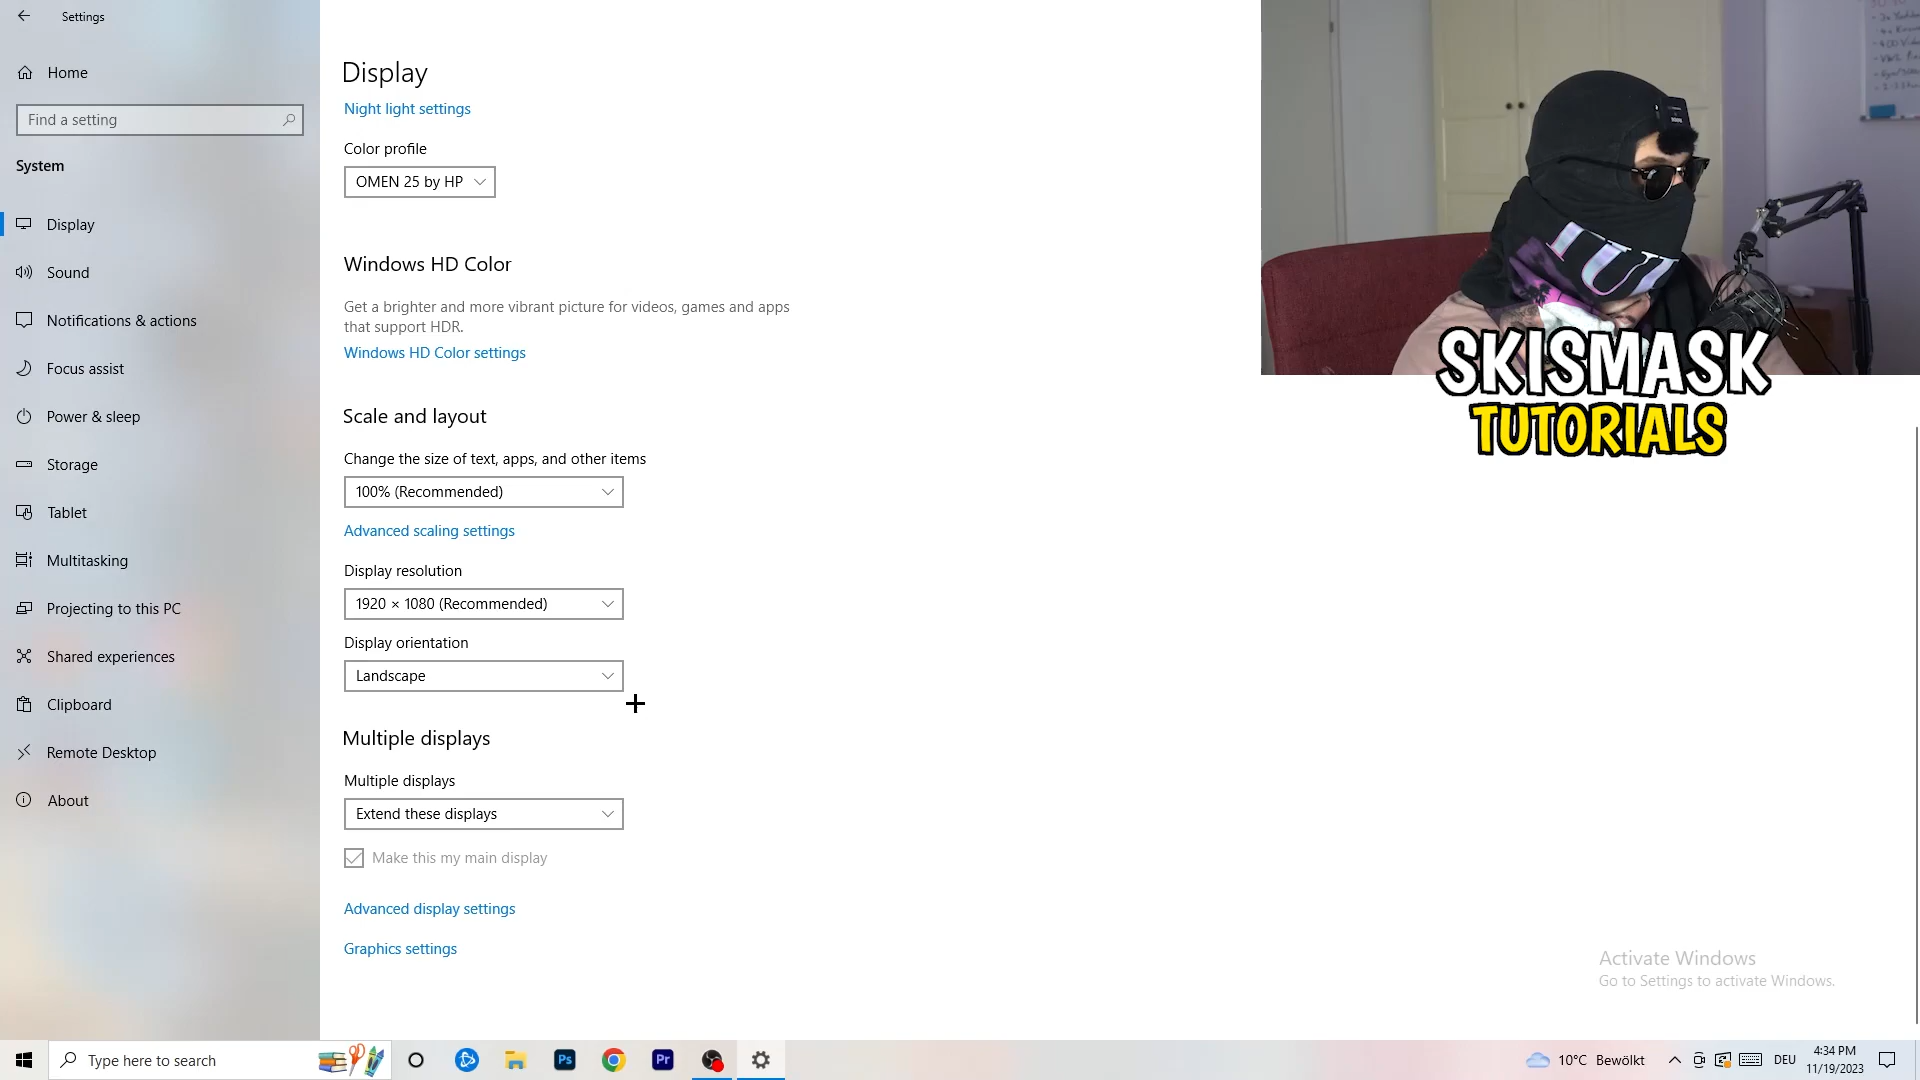 Settings
Home
Find a setting
System
Display
Sound
Notifications & actions
Focus assist
Power & sleep
Storage
Tablet
Multitasking
Projecting to this PC
Shared experiences
Clipboard
Remote Desktop
About
Display
Night light settings
Color profile
OMEN 25 by HP
Windows HD Color
Get a brighter and more vibrant picture for videos, games and apps
that support HDR.
Windows HD Color settings
Scale and layout
Change the size of text, apps, and other items
100% (Recommended)
Advanced scaling settings
Display resolution
1920 × 1080 (Recommended)
Display orientation
Landscape
Multiple displays
Multiple displays
Extend these displays
Make this my main display
Advanced display settings
Graphics settings
SKISMASK
TUTORIALS
Activate Windows
Go to Settings to activate Windows.
Type here to search
Ps
Pr
10°C Bewölkt
DEU
4:34 PM
11/19/2023